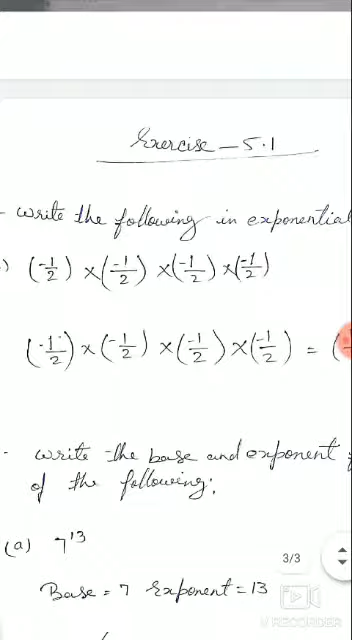 Exercise - 5.1
- write the following in exponential
) (-1/2) × (-1/2) × (-1/2) × (-1/2)
(-1/2) × (-1/2) × (-1/2) × (-1/2) = (
- write the base and exponent
of the following:
(a) 7^13
3/3
Base = 7 Exponent = 13
V RECORDER